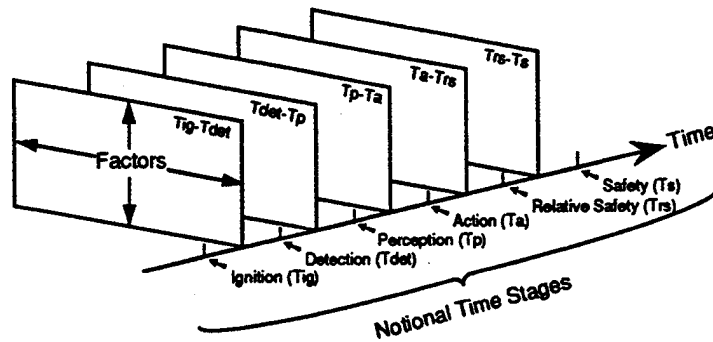 Trs-Ts
Ta-Trs
Tp-Ta
Tdet-Tp
Tig-Tdet
Factors
Time
Safety (Ts)
Relative Safety (Trs)
Action (Ta)
Perception (Tp)
Detection (Tdet)
Ignition (Tig)
Notional Time Stages